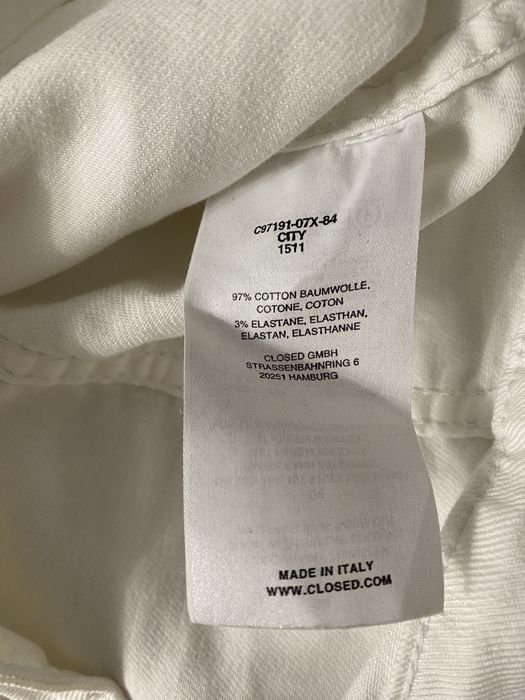 C97191-07X-84
CITY
1511
97% COTTON BAUMWOLLE,
COTONE, COTON
3% ELASTANE, ELASTHAN,
ELASTAN, ELASTHANNE
CLOSED GMBH
STRASSENBAHNRING 6
20251 HAMBURG
MADE IN ITALY
WWW.CLOSED.COM